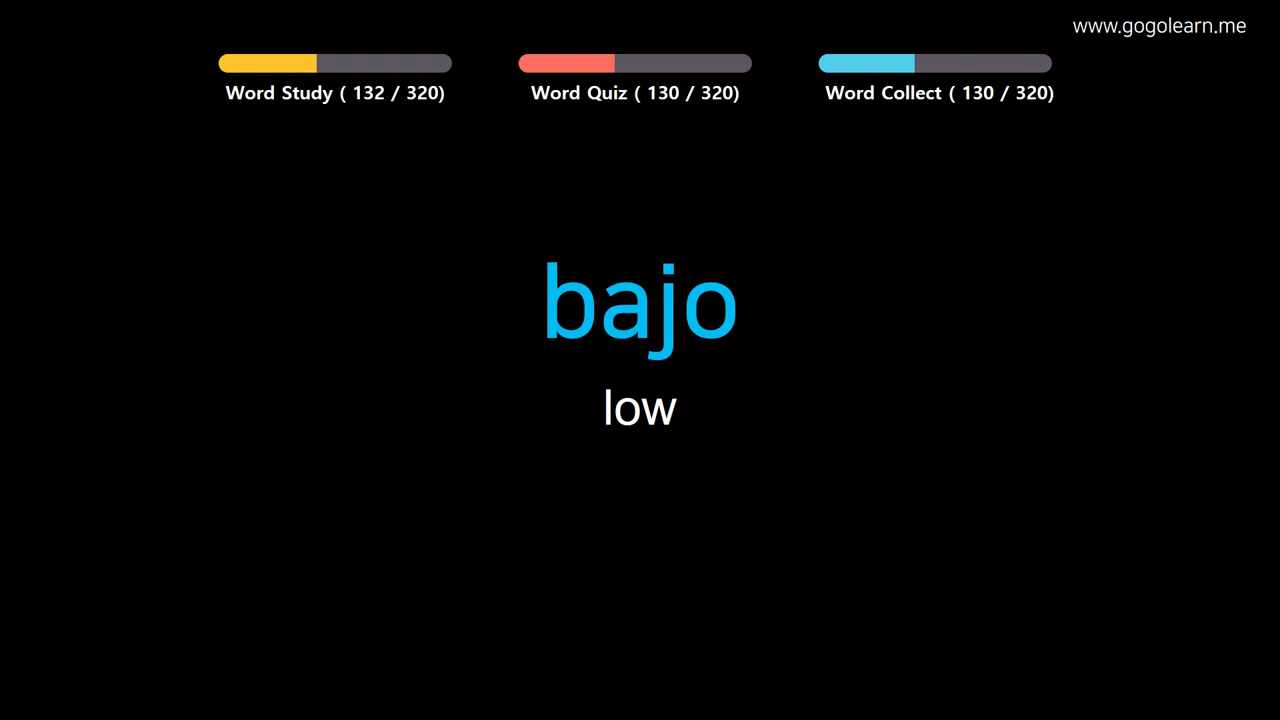 www.gogolearn.me
Word Study ( 132 / 320)
Word Quiz ( 130 / 320)
Word Collect ( 130 / 320)
bajo
low